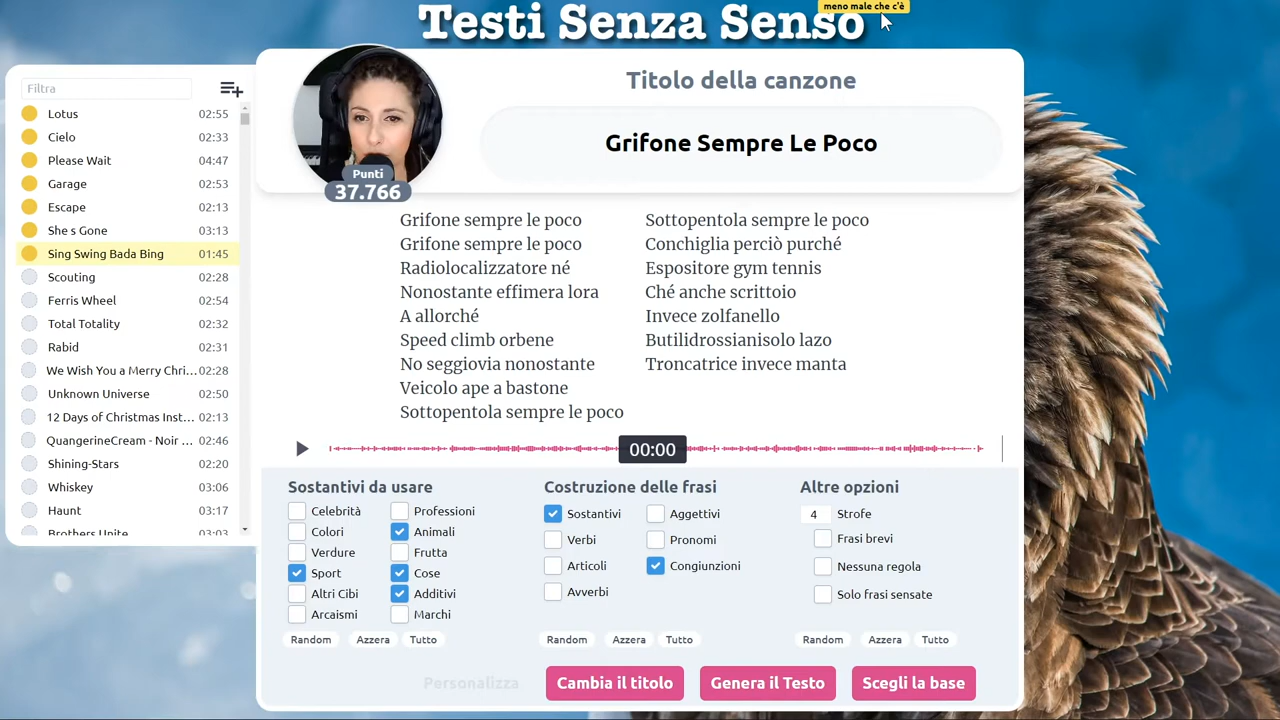 Testi Senza Senso
meno male che c'è
Filtra
Lotus 02:55
Cielo 02:33
Please Wait 04:47
Garage 02:53
Escape 02:13
She s Gone 03:13
Sing Swing Bada Bing 01:45
Scouting 02:28
Ferris Wheel 02:54
Total Totality 02:32
Rabid 02:31
We Wish You a Merry Chri... 02:28
Unknown Universe 02:50
12 Days of Christmas Inst... 02:13
QuangerineCream - Noir ... 02:46
Shining-Stars 02:20
Whiskey 03:06
Haunt 03:17
Brothers Unite 03:03
Punti
37.766
Titolo della canzone
Grifone Sempre Le Poco
Grifone sempre le poco
Grifone sempre le poco
Radiolocalizzatore né
Nonostante effimera lora
A allorché
Speed climb orbene
No seggiovia nonostante
Veicolo ape a bastone
Sottopentola sempre le poco
Sottopentola sempre le poco
Conchiglia perciò purché
Espositore gym tennis
Ché anche scrittoio
Invece zolfanello
Butilidrossianisolo lazo
Troncatrice invece manta
00:00
Sostantivi da usare
Celebrità
Colori
Verdure
Sport
Altri Cibi
Arcaismi
Professioni
Animali
Frutta
Cose
Additivi
Marchi
Random Azzera Tutto
Costruzione delle frasi
Sostantivi
Verbi
Articoli
Avverbi
Aggettivi
Pronomi
Congiunzioni
Random Azzera Tutto
Altre opzioni
4 Strofe
Frasi brevi
Nessuna regola
Solo frasi sensate
Random Azzera Tutto
Personalizza
Cambia il titolo
Genera il Testo
Scegli la base